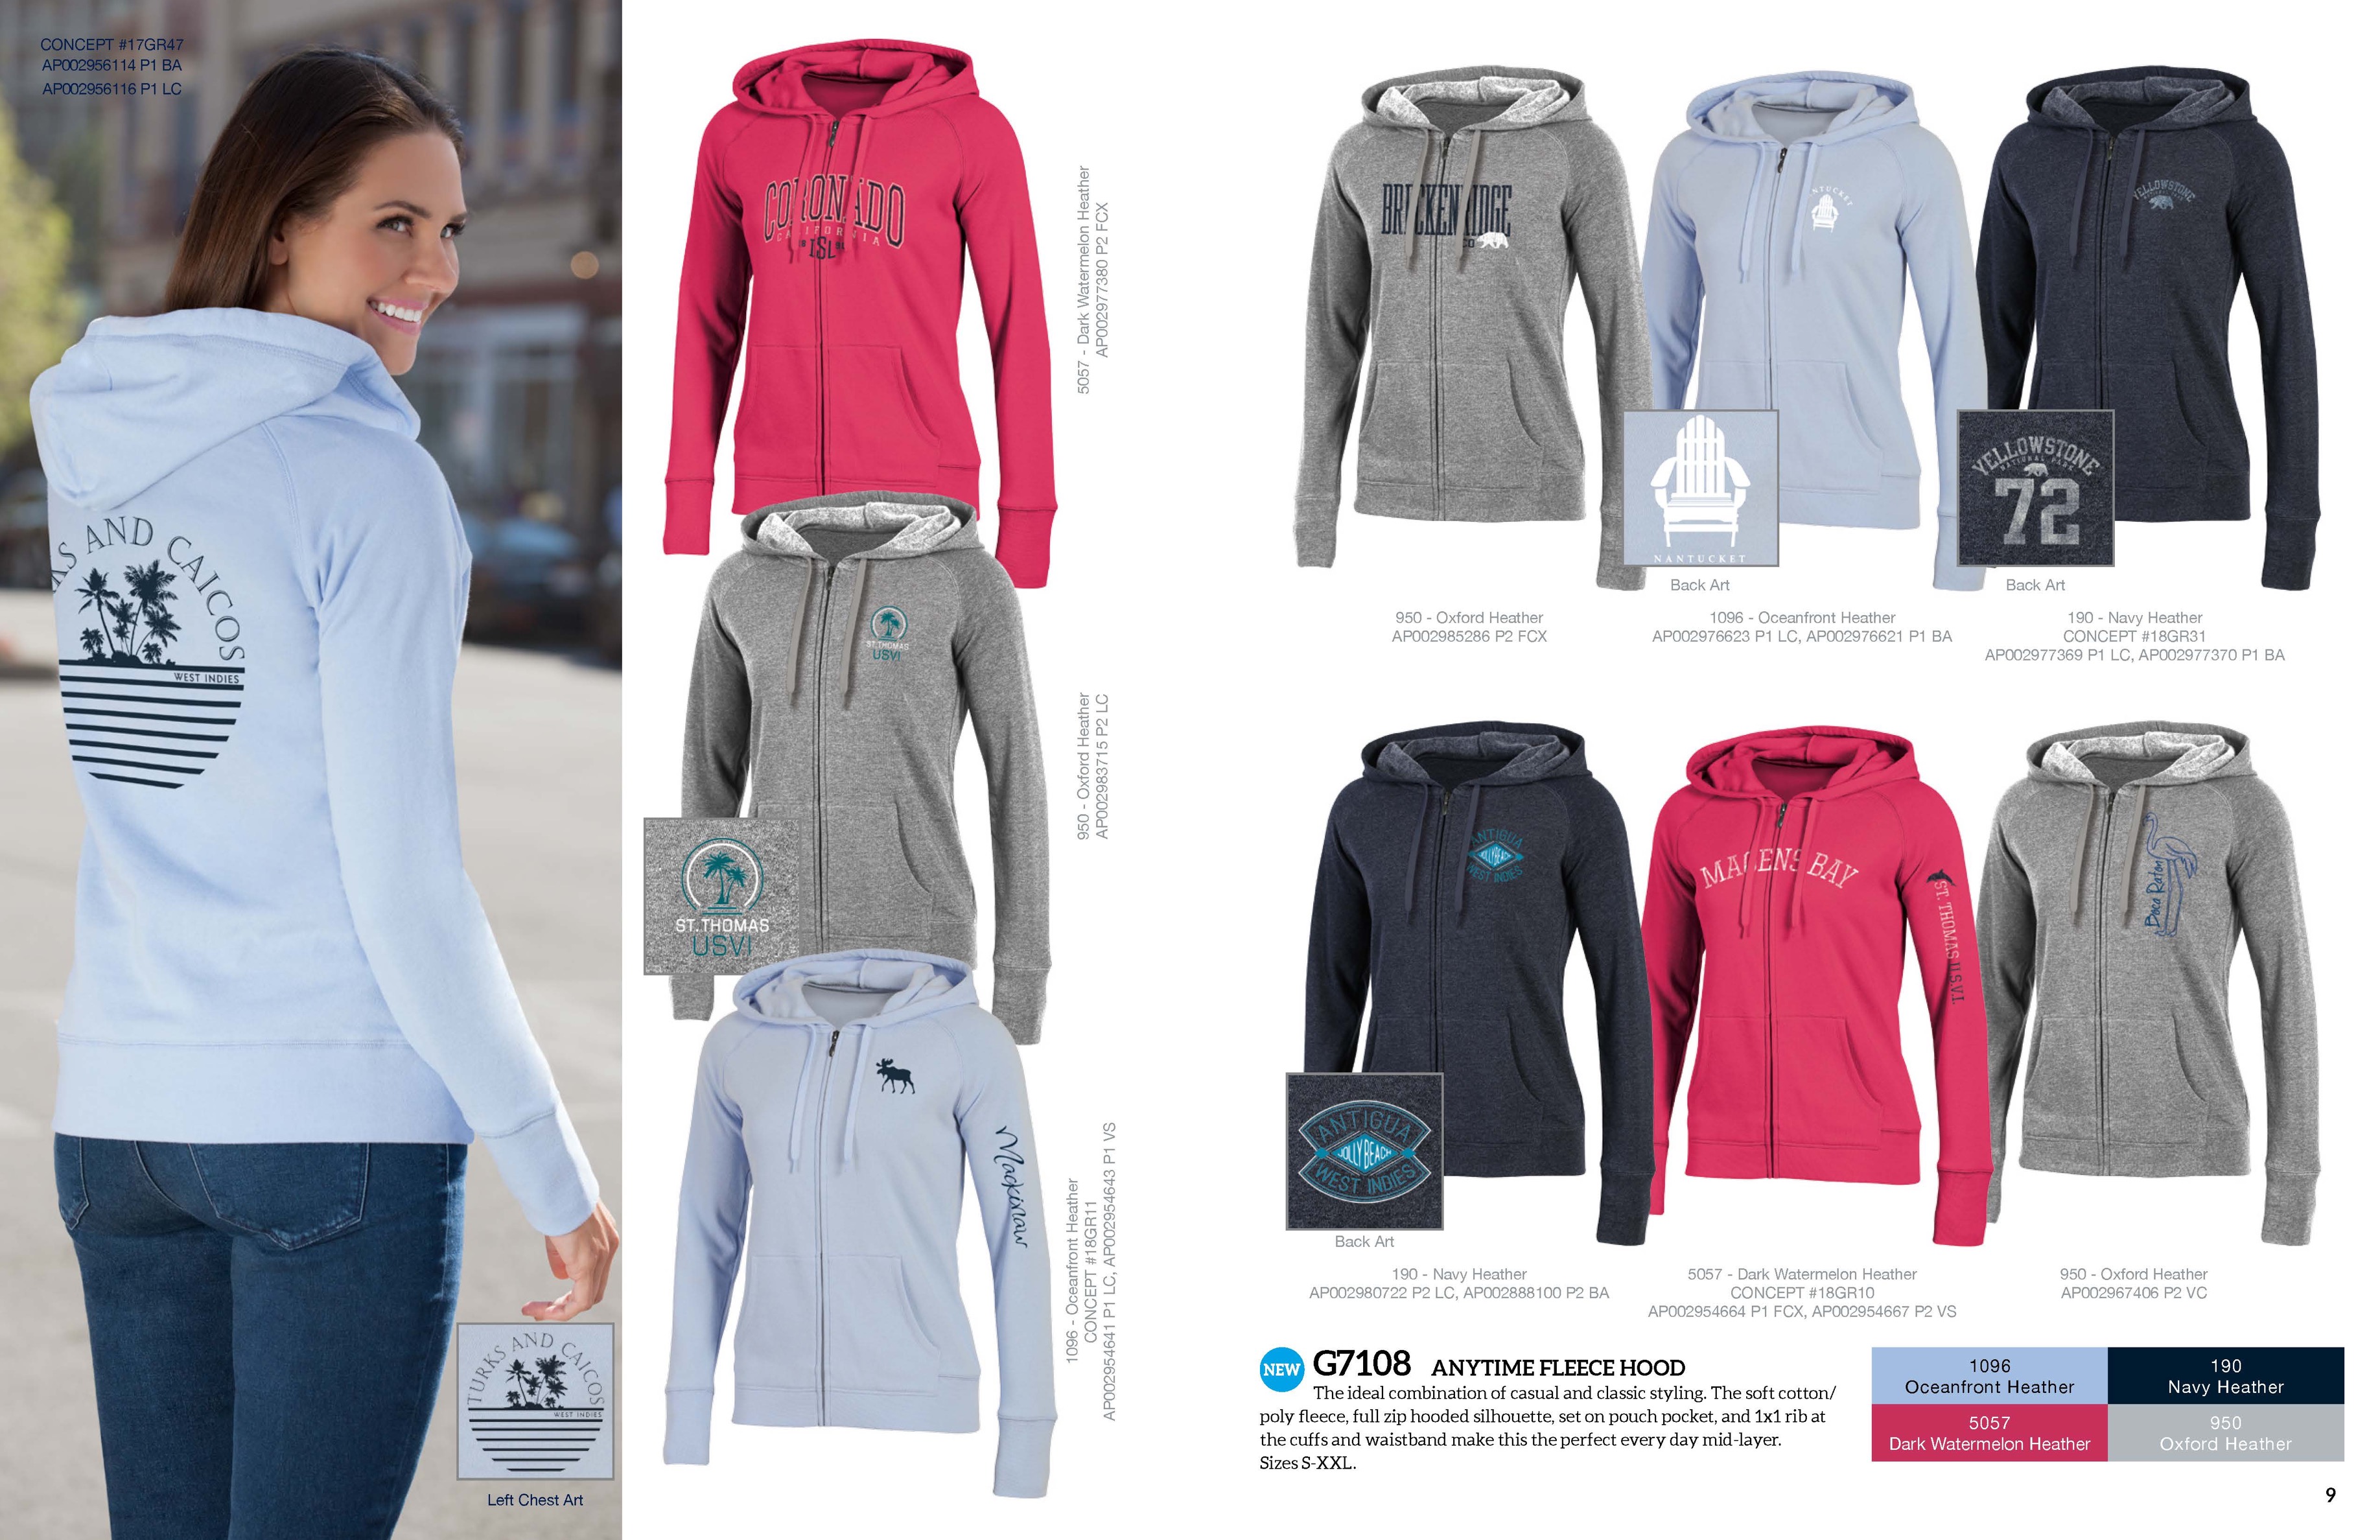 CONCEPT #17GR47
AP002956114 P1 BA
AP002956116 P1 LC
KS AND CAICOS
WEST INDIES
TURKS AND CAICOS
WEST INDIES
Left Chest Art
CORONADO
CALIFORNIA
ISL
5057 - Dark Watermelon Heather
AP002977380 P2 FCX
ST.THOMAS
USVI
ST.THOMAS
USVI
950 - Oxford Heather
AP002983715 P2 LC
Mackinaw
1096 - Oceanfront Heather
CONCEPT #18GR11
AP002954641 P1 LC, AP002954643 P1 VS
BRECKENRIDGE
CO
950 - Oxford Heather
AP002985286 P2 FCX
NTUCKET
NANTUCKET
Back Art
1096 - Oceanfront Heather
AP002976623 P1 LC, AP002976621 P1 BA
YELLOWSTONE
YELLOWSTONE
NATIONAL PARK
72
Back Art
190 - Navy Heather
CONCEPT #18GR31
AP002977369 P1 LC, AP002977370 P1 BA
ANTIGUA
JOLLY BEACH
WEST INDIES
ANTIGUA
JOLLY BEACH
WEST INDIES
Back Art
190 - Navy Heather
AP002980722 P2 LC, AP002888100 P2 BA
MAGENS BAY
ST. THOMAS U.S.V.I.
5057 - Dark Watermelon Heather
CONCEPT #18GR10
AP002954664 P1 FCX, AP002954667 P2 VS
Boca Raton
950 - Oxford Heather
AP002967406 P2 VC
NEW G7108 ANYTIME FLEECE HOOD
The ideal combination of casual and classic styling. The soft cotton/
poly fleece, full zip hooded silhouette, set on pouch pocket, and 1x1 rib at
the cuffs and waistband make this the perfect every day mid-layer.
Sizes S-XXL.
1096
Oceanfront Heather
190
Navy Heather
5057
Dark Watermelon Heather
950
Oxford Heather
9